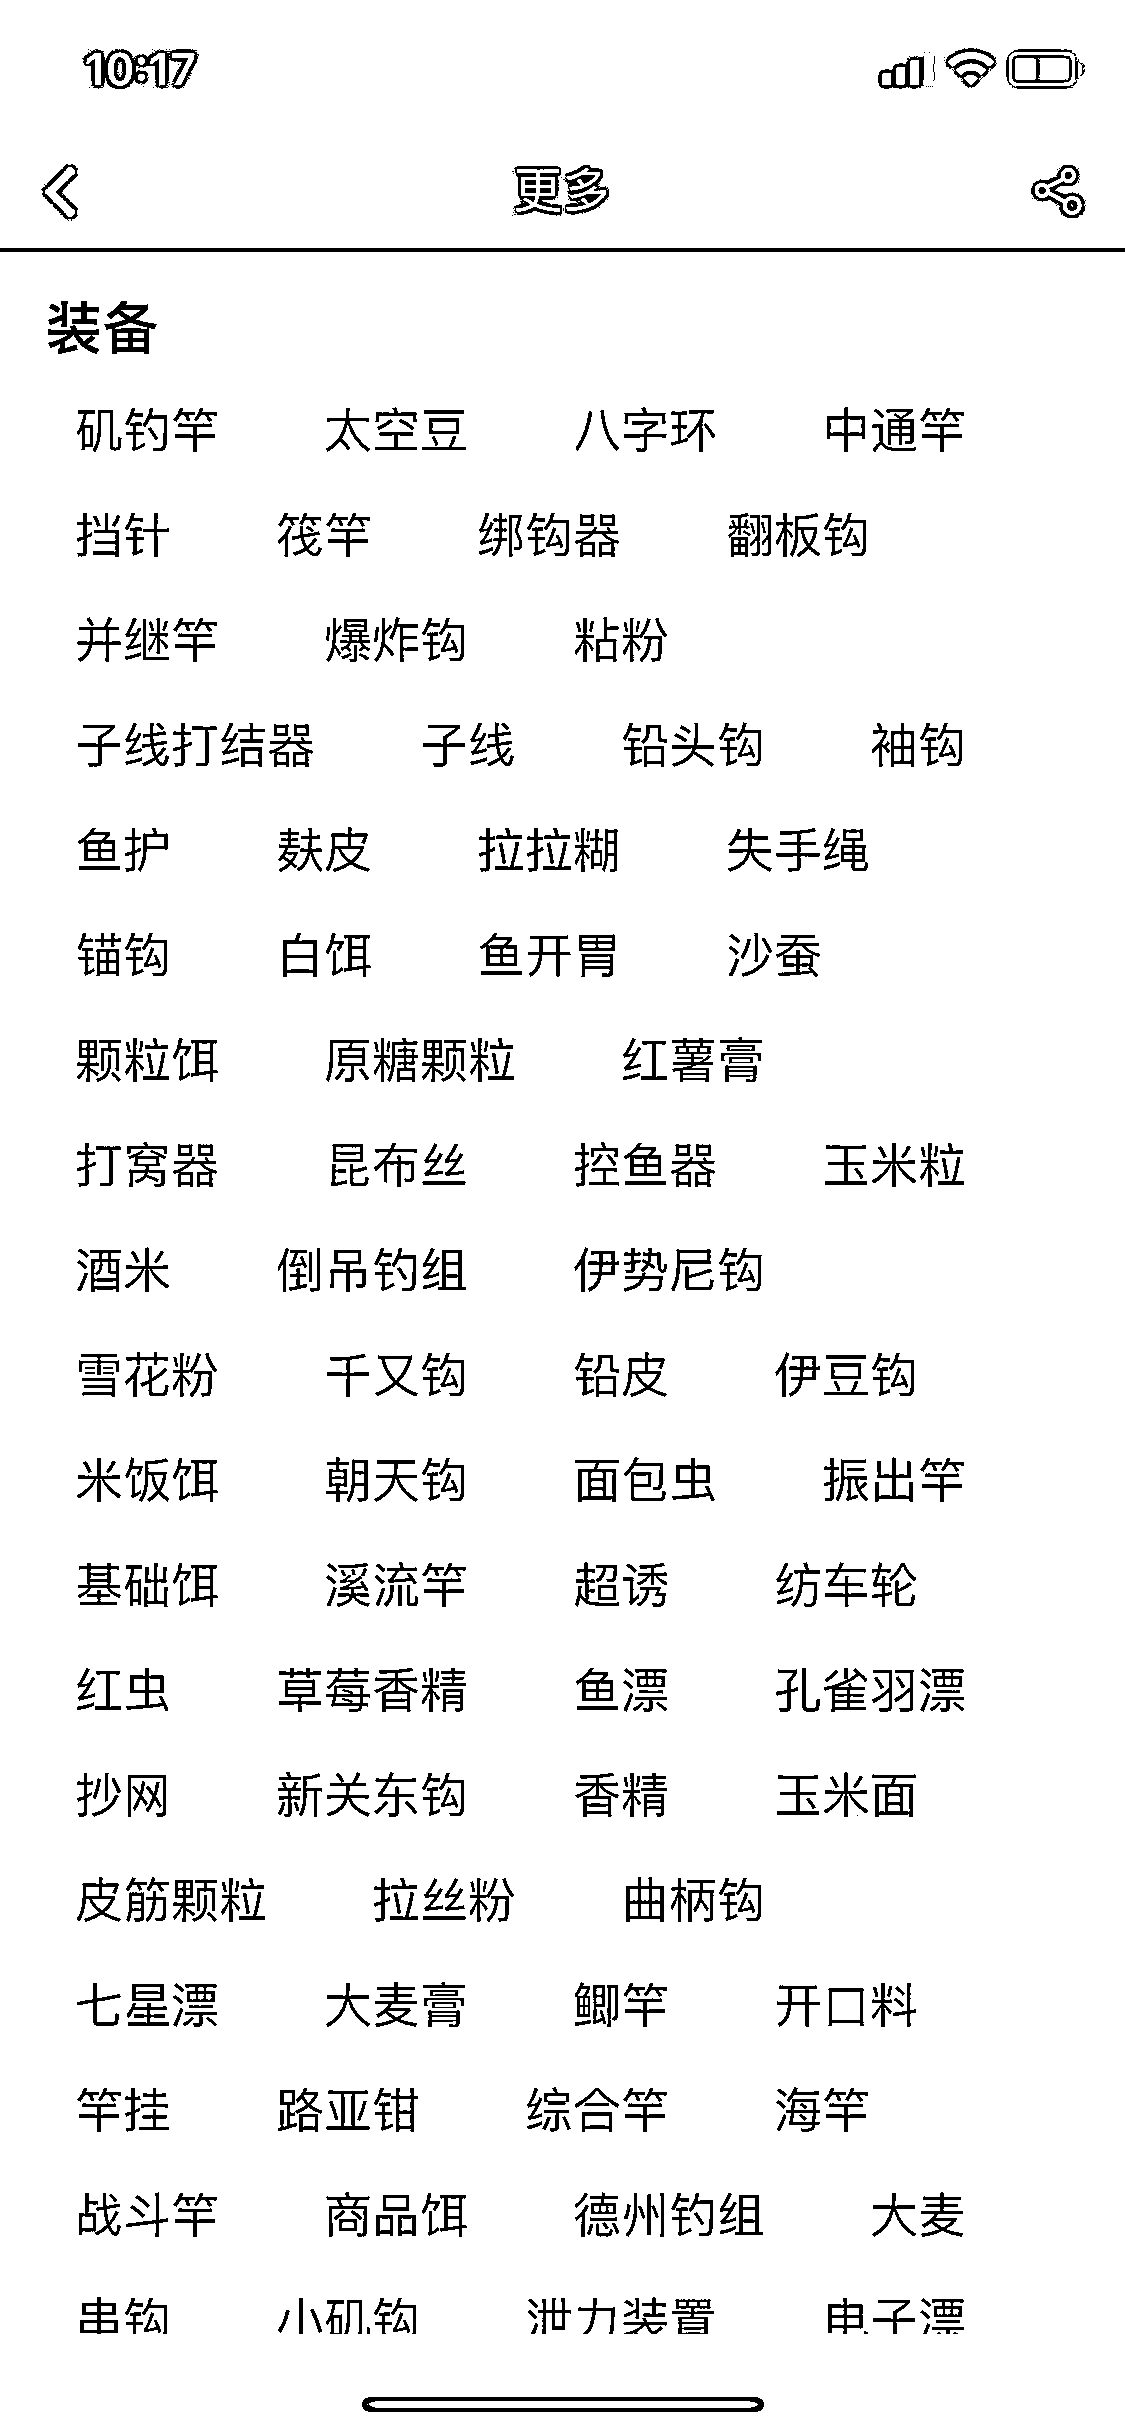 10:17
更多
装备
矶钓竿 太空豆 八字环 中通竿
挡针 筏竿 绑钩器 翻板钩
并继竿 爆炸钩 粘粉
子线打结器 子线 铅头钩 袖钩
鱼护 麸皮 拉拉糊 失手绳
锚钩 白饵 鱼开胃 沙蚕
颗粒饵 原糖颗粒 红薯膏
打窝器 昆布丝 控鱼器 玉米粒
酒米 倒吊钓组 伊势尼钩
雪花粉 千又钩 铅皮 伊豆钩
米饭饵 朝天钩 面包虫 振出竿
基础饵 溪流竿 超诱 纺车轮
红虫 草莓香精 鱼漂 孔雀羽漂
抄网 新关东钩 香精 玉米面
皮筋颗粒 拉丝粉 曲柄钩
七星漂 大麦膏 鲫竿 开口料
竿挂 路亚钳 综合竿 海竿
战斗竿 商品饵 德州钓组 大麦
串钩 小矶钩 泄力装置 电子漂